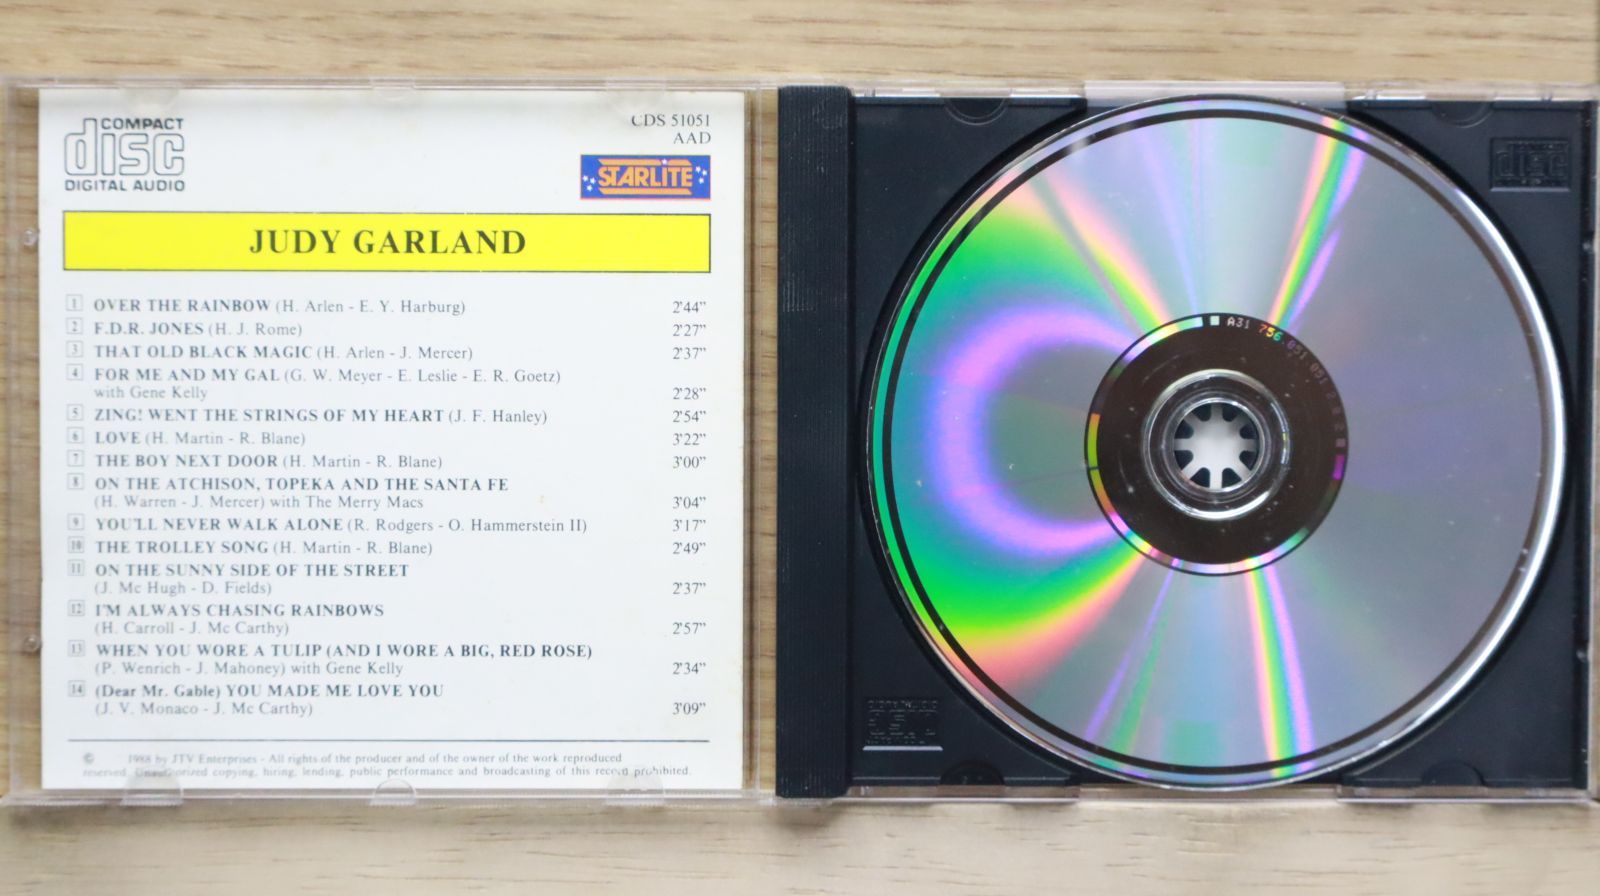 COMPACT
disc
DIGITAL AUDIO
CDS 51051
AAD
STARLITE
JUDY GARLAND
1 OVER THE RAINBOW (H. Arlen - E. Y. Harburg) 2'44"
2 F.D.R. JONES (H. J. Rome) 2'27"
3 THAT OLD BLACK MAGIC (H. Arlen - J. Mercer) 2'37"
4 FOR ME AND MY GAL (G. W. Meyer - E. Leslie - E. R. Goetz)
with Gene Kelly 2'28"
5 ZING! WENT THE STRINGS OF MY HEART (J. F. Hanley) 2'54"
6 LOVE (H. Martin - R. Blane) 3'22"
7 THE BOY NEXT DOOR (H. Martin - R. Blane) 3'00"
8 ON THE ATCHISON, TOPEKA AND THE SANTA FE
(H. Warren - J. Mercer) with The Merry Macs 3'04"
9 YOU'LL NEVER WALK ALONE (R. Rodgers - O. Hammerstein II) 3'17"
10 THE TROLLEY SONG (H. Martin - R. Blane) 2'49"
11 ON THE SUNNY SIDE OF THE STREET
(J. Mc Hugh - D. Fields) 2'37"
12 I'M ALWAYS CHASING RAINBOWS
(H. Carroll - J. Mc Carthy) 2'57"
13 WHEN YOU WORE A TULIP (AND I WORE A BIG, RED ROSE)
(P. Wenrich - J. Mahoney) with Gene Kelly 2'34"
14 (Dear Mr. Gable) YOU MADE ME LOVE YOU
(J. V. Monaco - J. Mc Carthy) 3'09"
© 1988 by JTV Enterprises - All rights of the producer and of the owner of the work reproduced
reserved. Unauthorized copying, hiring, lending, public performance and broadcasting of this record prohibited.
A31 756.051
disc